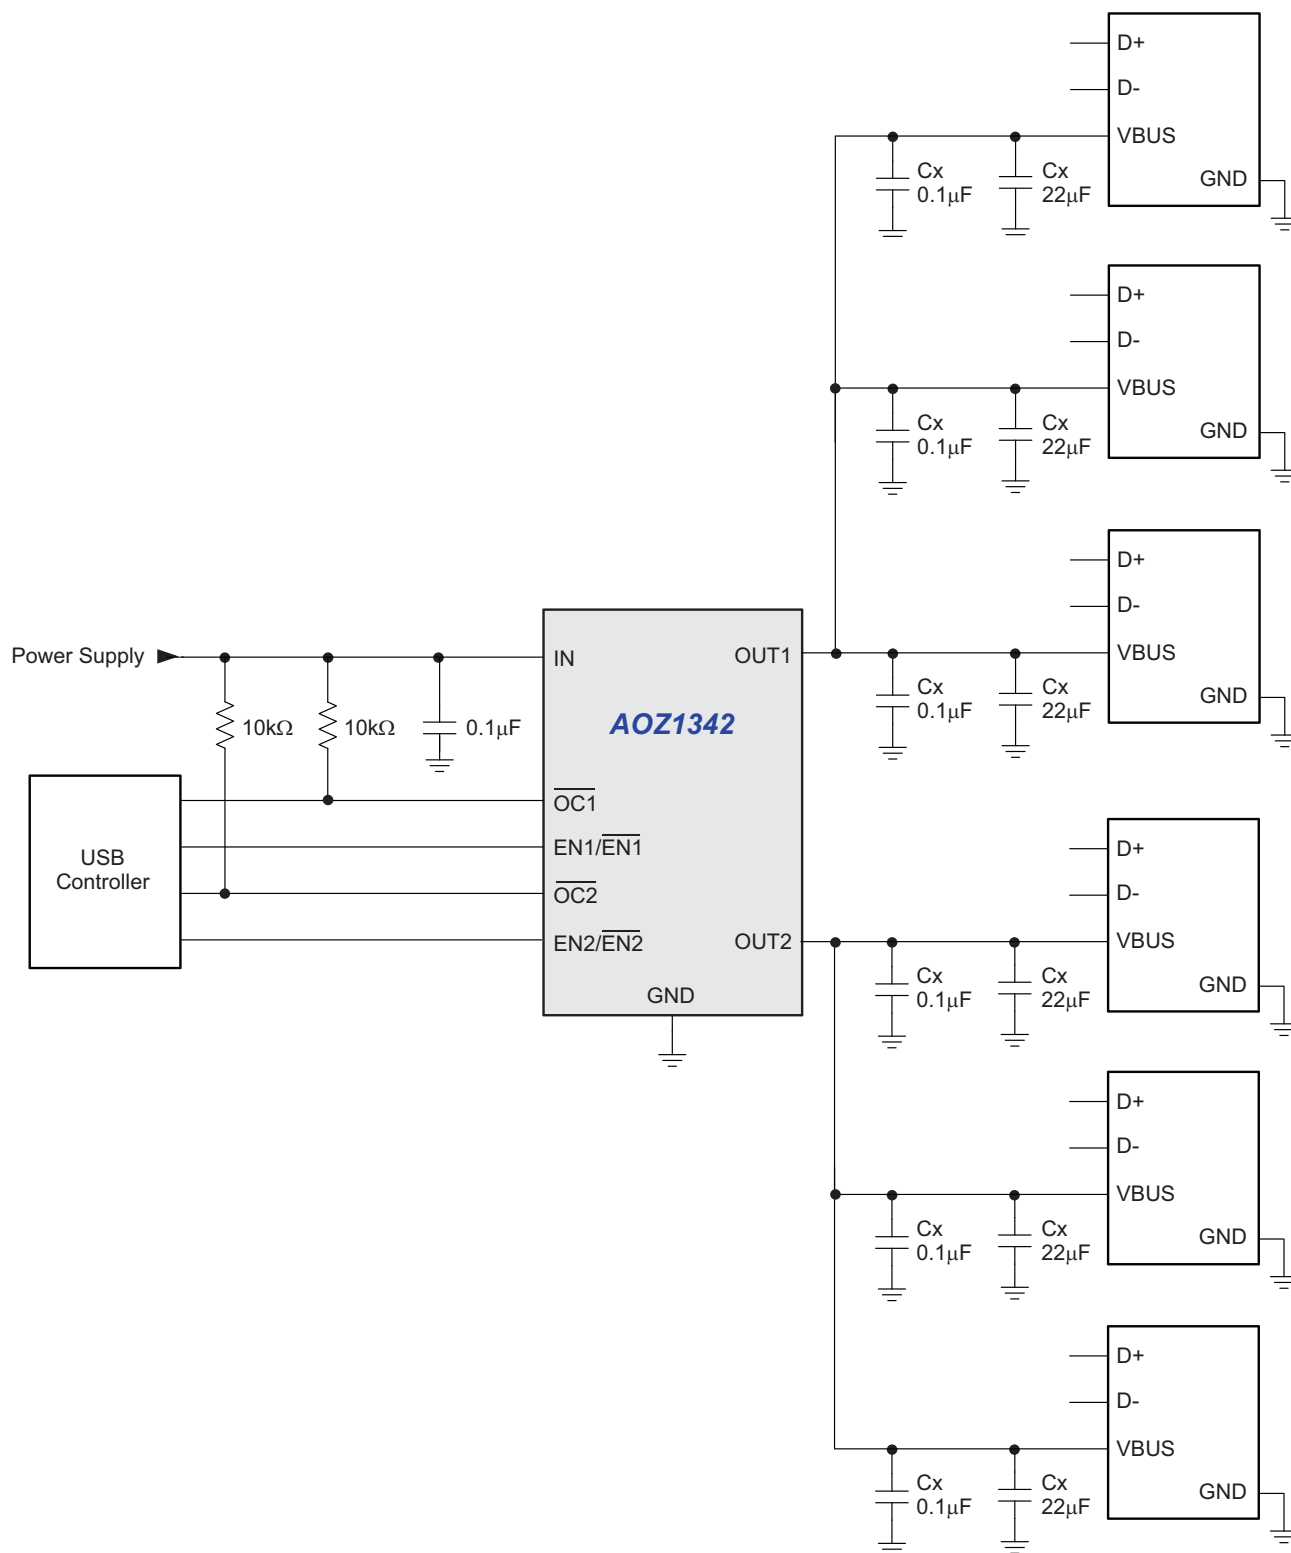 D+
D-
VBUS
GND
Cx
0.1µF
Cx
22µF
D+
D-
VBUS
GND
Cx
0.1µF
Cx
22µF
D+
D-
VBUS
GND
Cx
0.1µF
Cx
22µF
Power Supply
10kΩ
10kΩ
0.1µF
IN
OUT1
AOZ1342
OC1
EN1/EN1
OC2
EN2/EN2
OUT2
GND
USB
Controller
D+
D-
VBUS
GND
Cx
0.1µF
Cx
22µF
D+
D-
VBUS
GND
Cx
0.1µF
Cx
22µF
D+
D-
VBUS
GND
Cx
0.1µF
Cx
22µF